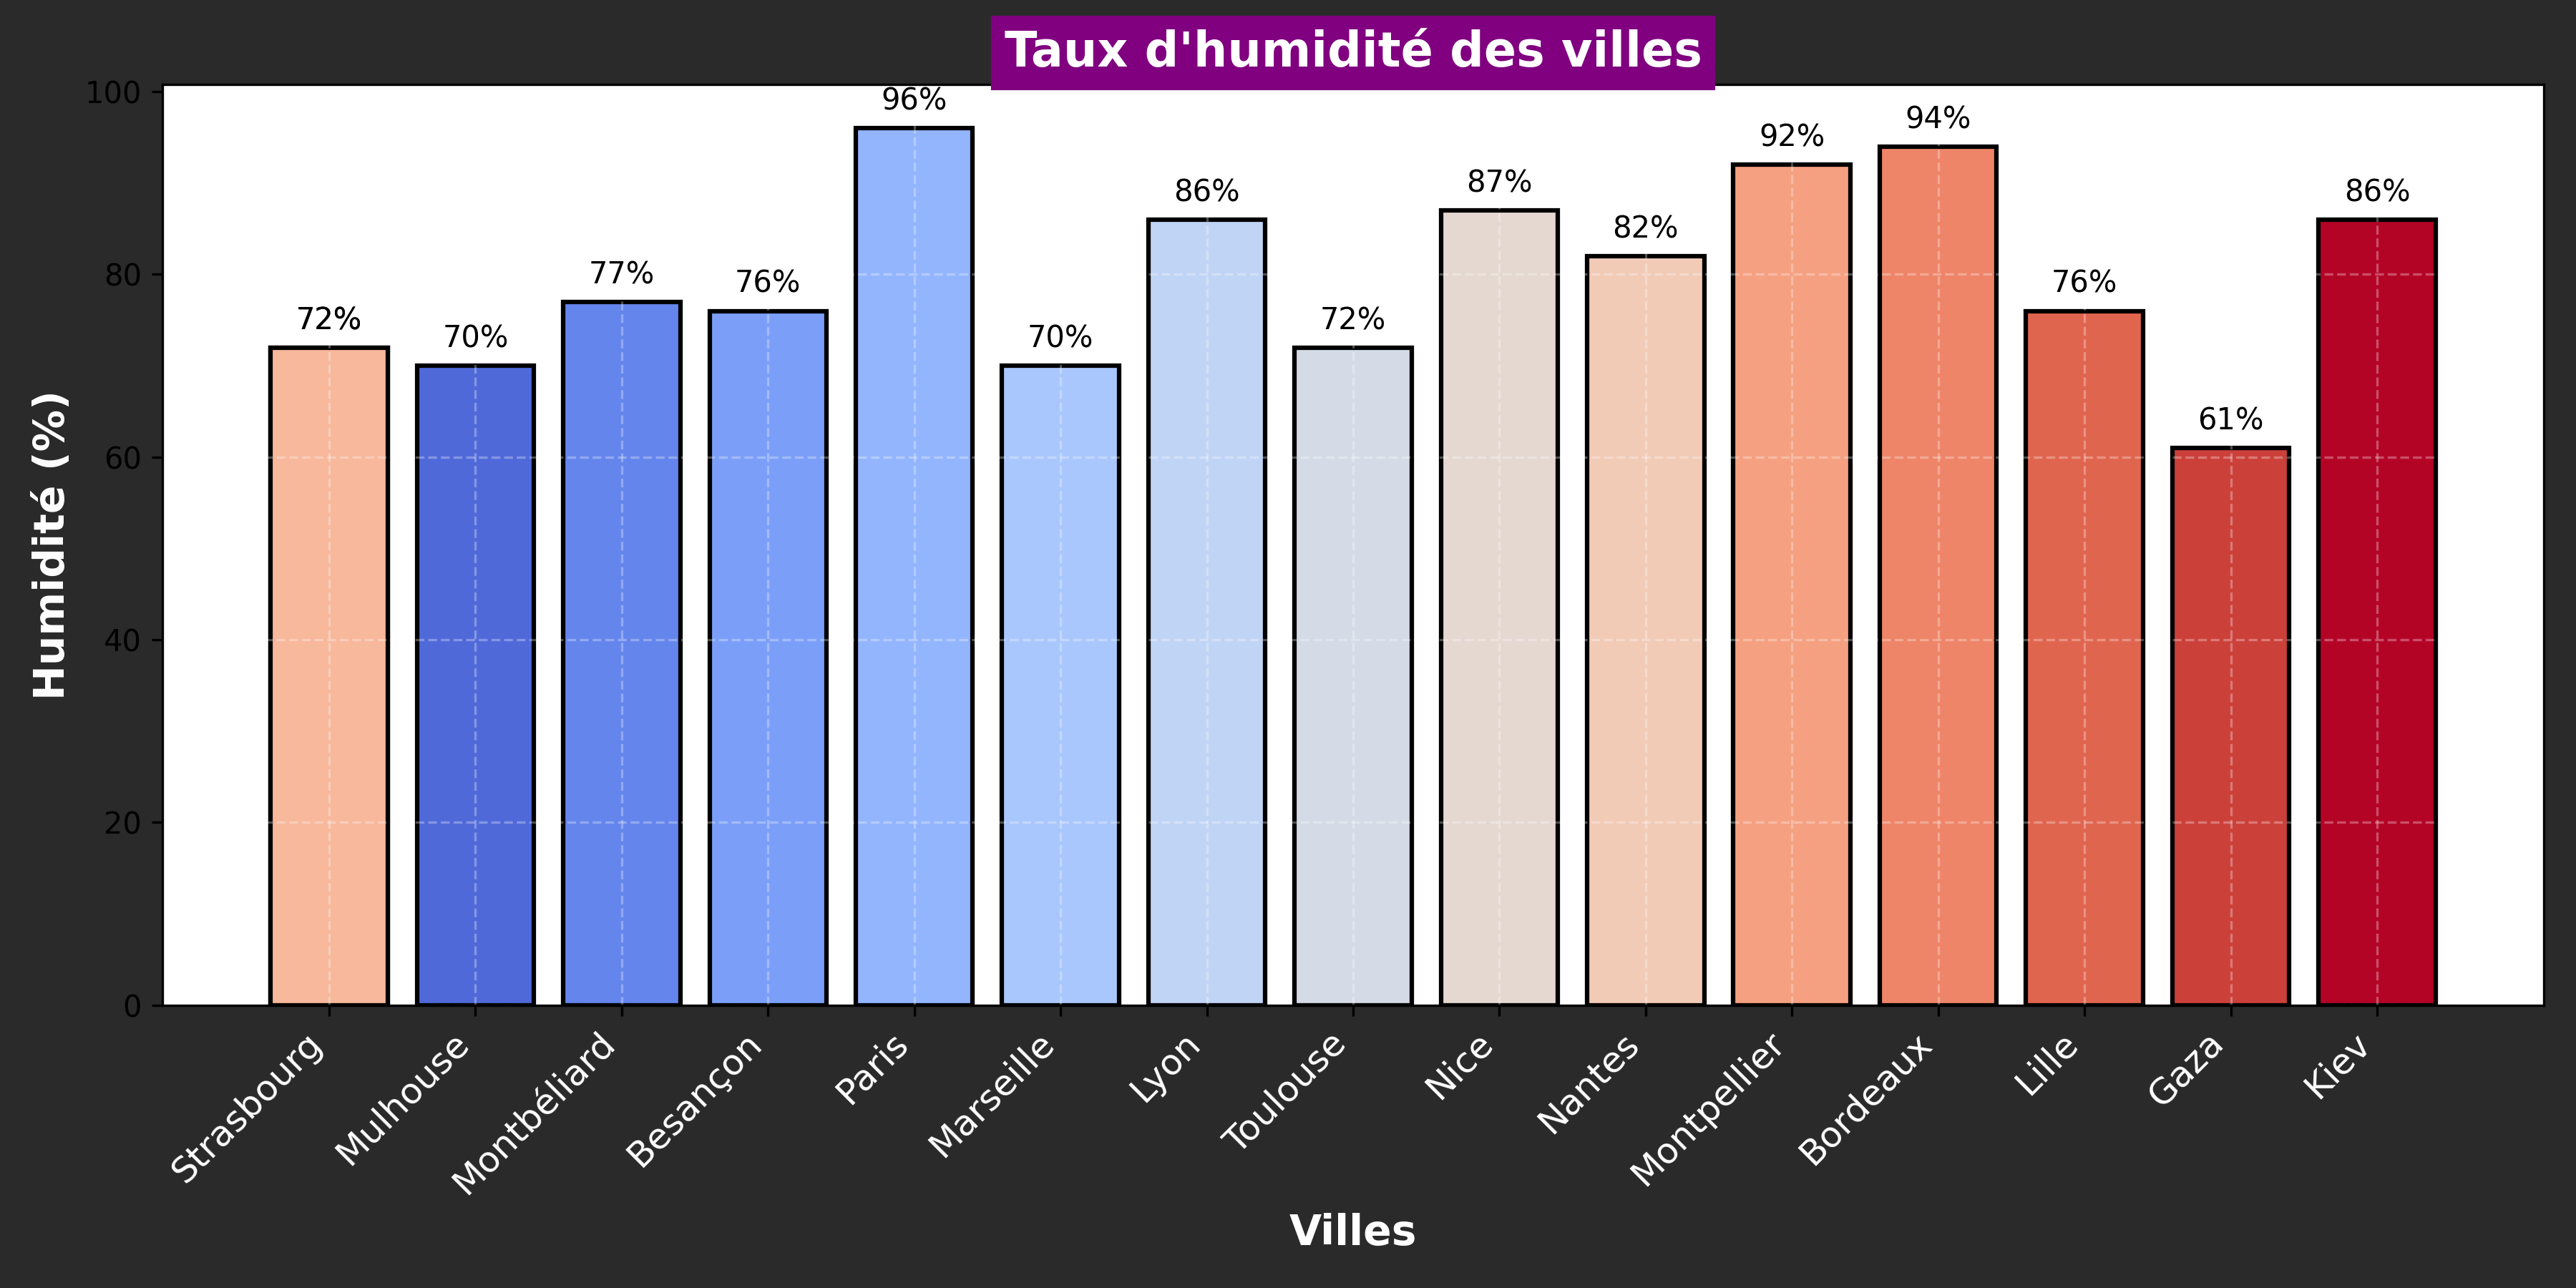 Taux d'humidité des villes
Humidité (%)
100
80
60
40
20
0
72%
70%
77%
76%
96%
70%
86%
72%
87%
82%
92%
94%
76%
61%
86%
Strasbourg
Mulhouse
Montbéliard
Besançon
Paris
Marseille
Lyon
Toulouse
Nice
Nantes
Montpellier
Bordeaux
Lille
Gaza
Kiev
Villes